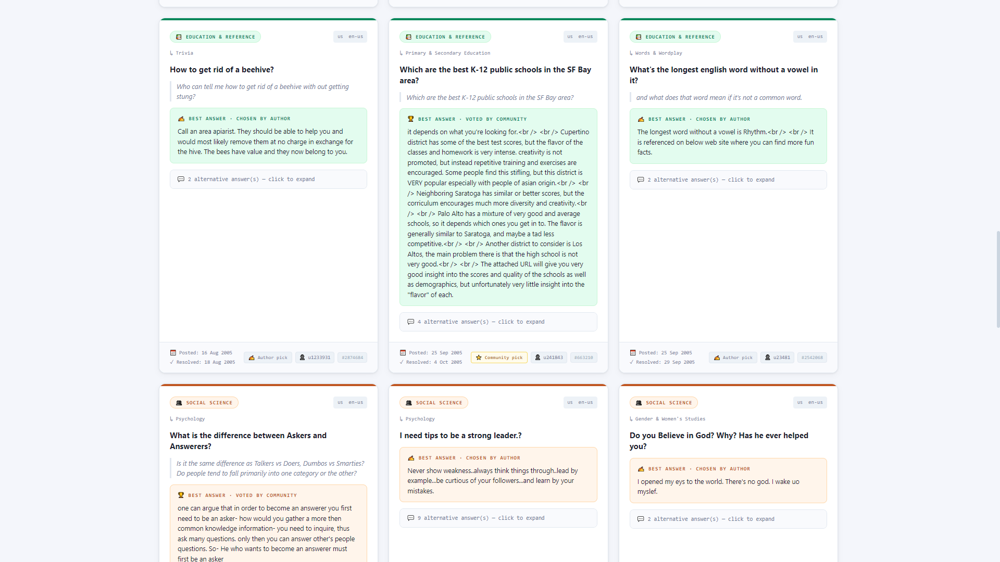 EDUCATION & REFERENCE
us en-us
↳ Trivia
How to get rid of a beehive?
Who can tell me how to get rid of a beehive with out getting
stung?
BEST ANSWER · CHOSEN BY AUTHOR
Call an area apiarist. They should be able to help you and
would most likely remove them at no charge in exchange for
the hive. The bees have value and they now belong to you.
2 alternative answer(s) — click to expand
Posted: 16 Aug 2005
✓ Resolved: 18 Aug 2005
Author pick
u1233931
#2874684
EDUCATION & REFERENCE
us en-us
↳ Primary & Secondary Education
Which are the best K-12 public schools in the SF Bay
area?
Which are the best K-12 public schools in the SF Bay area?
BEST ANSWER · VOTED BY COMMUNITY
it depends on what you're looking for.<br /> <br /> Cupertino
district has some of the best test scores, but the flavor of the
classes and homework is very intense. creativity is not
promoted, but instead repetitive training and exercises are
encouraged. Some people find this stifling, but this district is
VERY popular especially with people of asian origin.<br /> <br
/> Neighboring Saratoga has similar or better scores, but the
corriculum encourages much more diversity and creativity.<br
/> <br /> Palo Alto has a mixture of very good and average
schools, so it depends which ones you get in to. The flavor is
generally similar to Saratoga, and maybe a tad less
competitive.<br /> <br /> Another district to consider is Los
Altos, the main problem there is that the high school is not
very good.<br /> <br /> The attached URL will give you very
good insight into the scores and quality of the schools as well
as demographics, but unfortunately very little insight into the
"flavor" of each.
4 alternative answer(s) — click to expand
Posted: 25 Sep 2005
✓ Resolved: 4 Oct 2005
Community pick
u241843
#663210
EDUCATION & REFERENCE
us en-us
↳ Words & Wordplay
What's the longest english word without a vowel in
it?
and what does that word mean if it's not a common word.
BEST ANSWER · CHOSEN BY AUTHOR
The longest word without a vowel is Rhythm.<br /> <br /> It
is referenced on below web site where you can find more fun
facts.
2 alternative answer(s) — click to expand
Posted: 25 Sep 2005
✓ Resolved: 29 Sep 2005
Author pick
u23481
#2542068
SOCIAL SCIENCE
us en-us
↳ Psychology
What is the difference between Askers and
Answerers?
Is it the same difference as Talkers vs Doers, Dumbos vs Smarties?
Do people tend to fall primarily into one category or the other?
BEST ANSWER · VOTED BY COMMUNITY
one can argue that in order to become an answerer you first
need to be an asker- how would you gather a more then
common knowledge information- you need to inquire, thus
ask many questions. only then you can answer other's people
questions. So- He who wants to become an answerer must
first be an asker
SOCIAL SCIENCE
us en-us
↳ Psychology
I need tips to be a strong leader.?
BEST ANSWER · CHOSEN BY AUTHOR
Never show weakness..always think things through..lead by
example...be curtious of your followers...and learn by your
mistakes.
9 alternative answer(s) — click to expand
SOCIAL SCIENCE
us en-us
↳ Gender & Women's Studies
Do you Believe in God? Why? Has he ever helped
you?
BEST ANSWER · CHOSEN BY AUTHOR
I opened my eys to the world. There's no god. I wake uo
myslef.
2 alternative answer(s) — click to expand